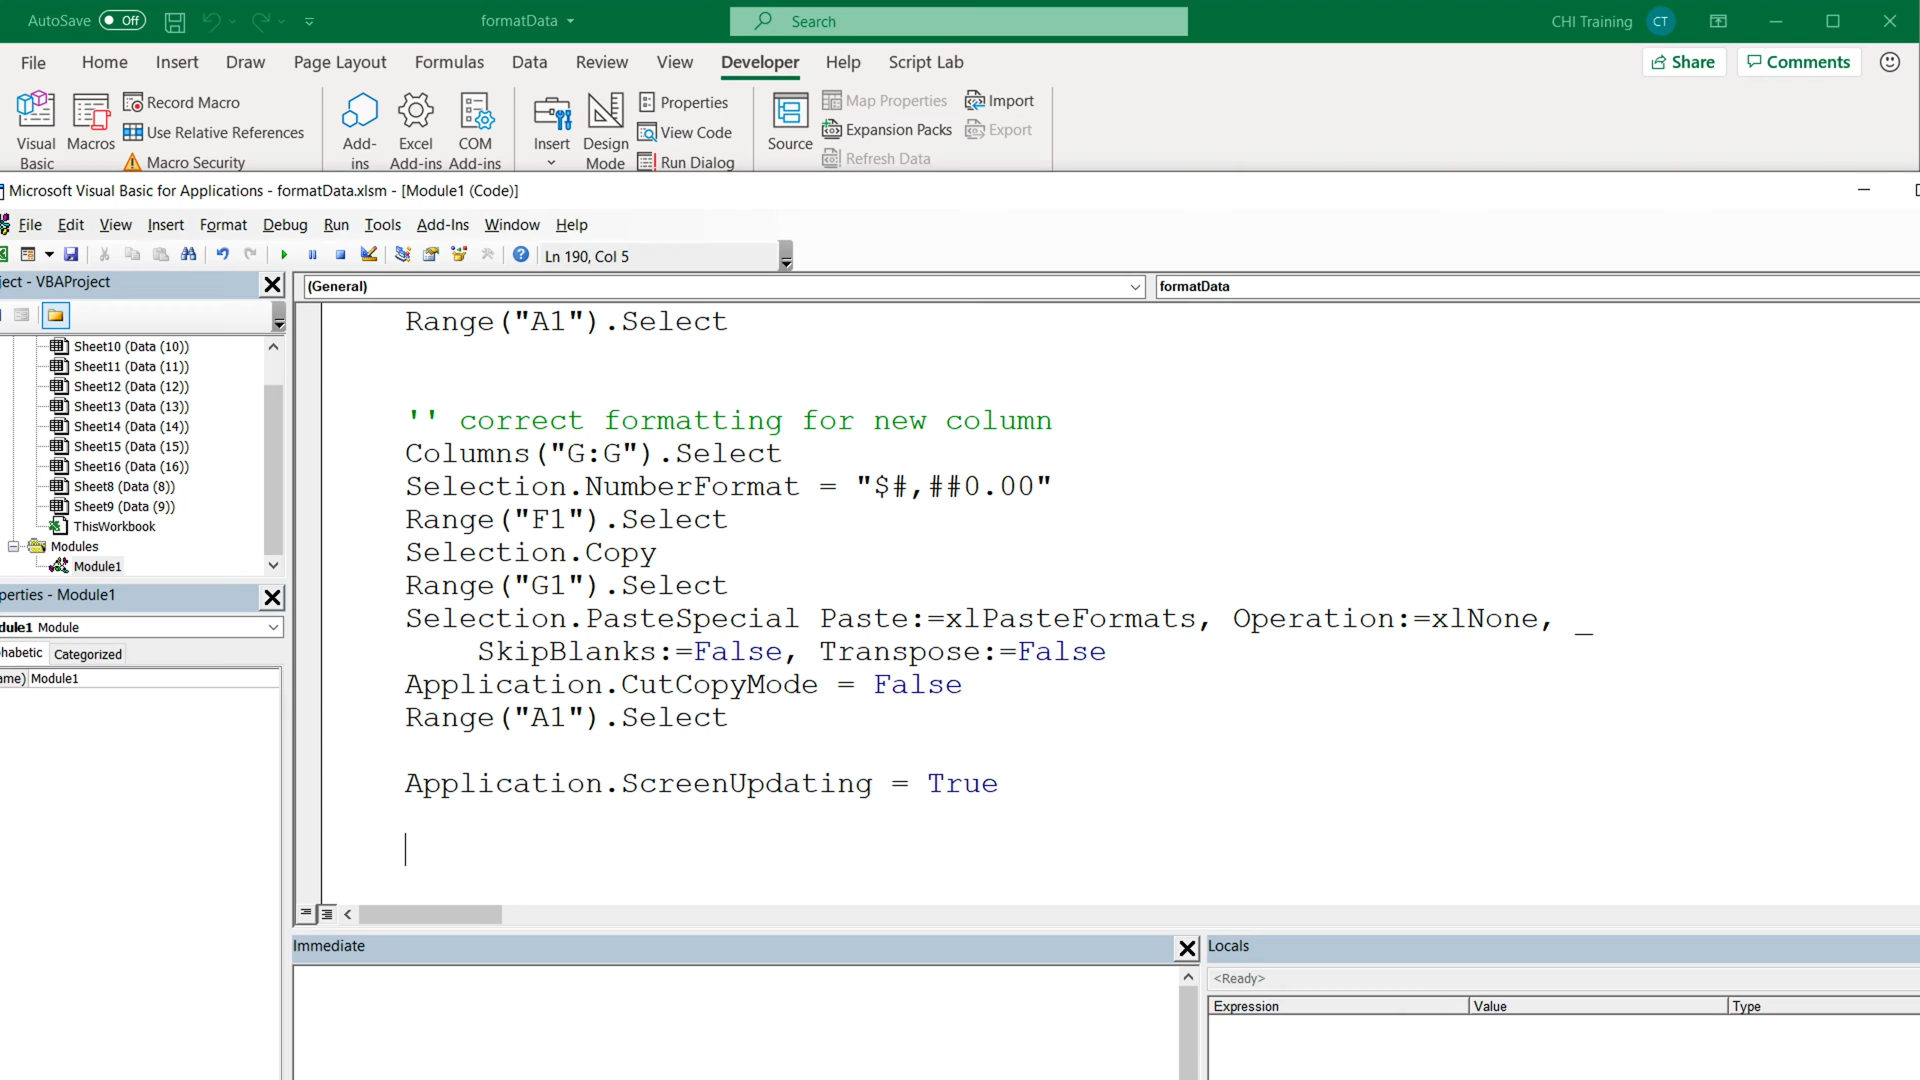 AutoSave Off
formatData
Search
CHI Training CT
File Home Insert Draw Page Layout Formulas Data Review View Developer Help Script Lab
Share Comments
Visual Basic
Macros
Record Macro
Use Relative References
Macro Security
Add-ins
Excel Add-ins
COM Add-ins
Insert
Design Mode
Properties
View Code
Run Dialog
Source
Map Properties
Expansion Packs
Refresh Data
Import
Export
Microsoft Visual Basic for Applications - formatData.xlsm - [Module1 (Code)]
File Edit View Insert Format Debug Run Tools Add-Ins Window Help
Ln 190, Col 5
ject - VBAProject
(General)
formatData
Sheet10 (Data (10))
Sheet11 (Data (11))
Sheet12 (Data (12))
Sheet13 (Data (13))
Sheet14 (Data (14))
Sheet15 (Data (15))
Sheet16 (Data (16))
Sheet8 (Data (8))
Sheet9 (Data (9))
ThisWorkbook
Modules
Module1
perties - Module1
dule1 Module
habetic Categorized
ame) Module1
Range("A1").Select
'' correct formatting for new column
Columns("G:G").Select
Selection.NumberFormat = "$#,##0.00"
Range("F1").Select
Selection.Copy
Range("G1").Select
Selection.PasteSpecial Paste:=xlPasteFormats, Operation:=xlNone, _
SkipBlanks:=False, Transpose:=False
Application.CutCopyMode = False
Range("A1").Select
Application.ScreenUpdating = True
Immediate
Locals
<Ready>
Expression Value Type